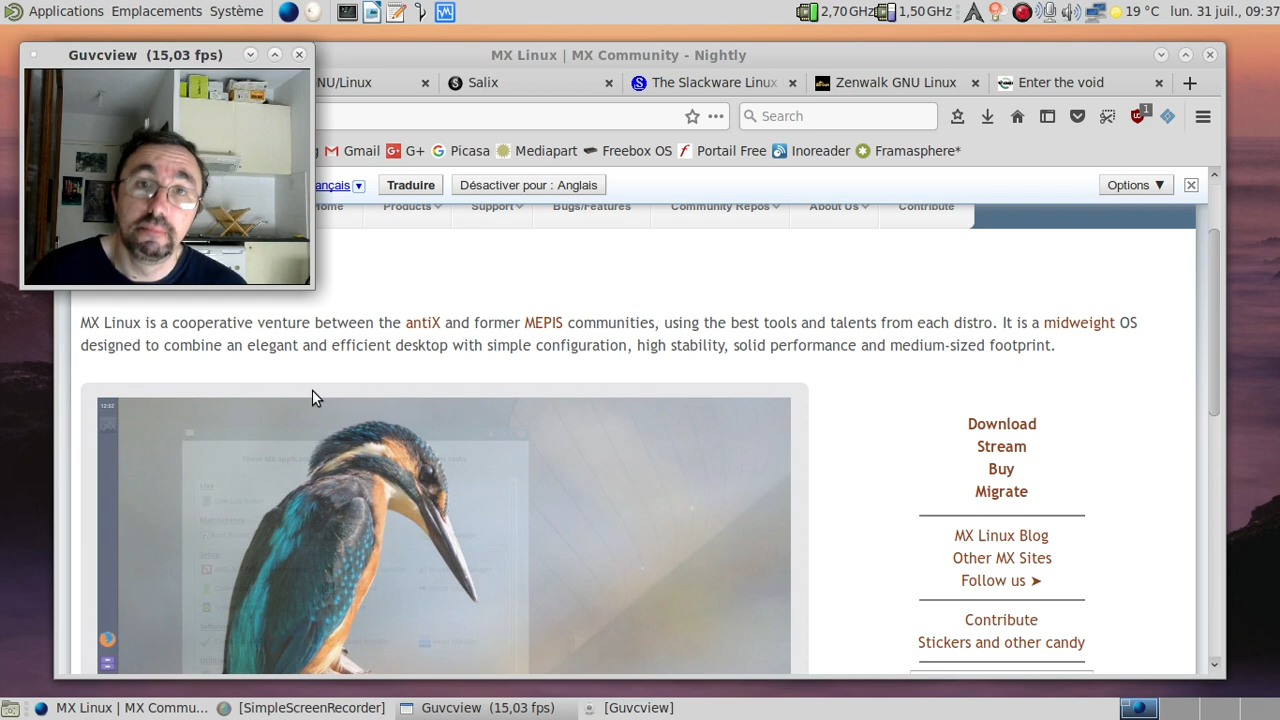 Applications Emplacements Système 2,70 GHz 1,50 GHz 19 °C lun. 31 juil., 09:37
Guvcview (15,03 fps)
MX Linux | MX Community - Nightly
NU/Linux Salix The Slackware Linux Zenwalk GNU Linux Enter the void
Search 1
Gmail G+ Picasa Mediapart Freebox OS Portail Free Inoreader Framasphere*
ançais Traduire Désactiver pour : Anglais Options ▼
Home Products Support Bugs/Features Community Repos About Us Contribute
MX Linux is a cooperative venture between the antiX and former MEPIS communities, using the best tools and talents from each distro. It is a midweight OS
designed to combine an elegant and efficient desktop with simple configuration, high stability, solid performance and medium-sized footprint.
Download
Stream
Buy
Migrate
MX Linux Blog
Other MX Sites
Follow us ➤
Contribute
Stickers and other candy
MX Linux | MX Commu... [SimpleScreenRecorder] Guvcview (15,03 fps) [Guvcview]